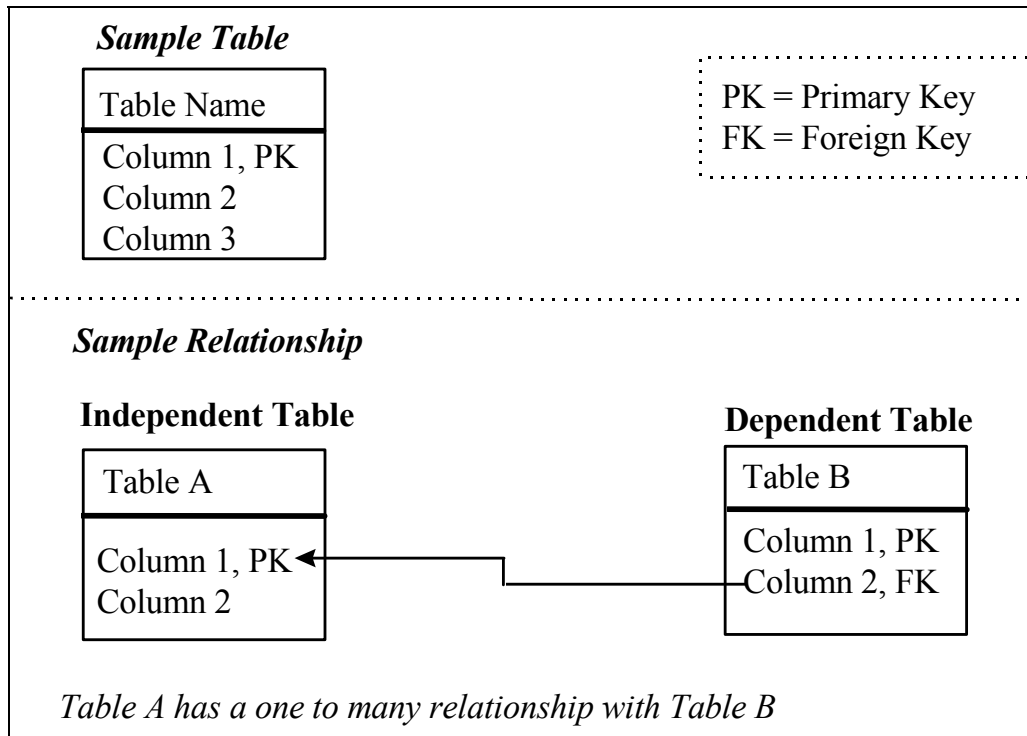 Sample Table
Table Name
Column 1, PK
Column 2
Column 3
PK = Primary Key
FK = Foreign Key
Sample Relationship
Independent Table
Table A
Column 1, PK
Column 2
Dependent Table
Table B
Column 1, PK
Column 2, FK
Table A has a one to many relationship with Table B